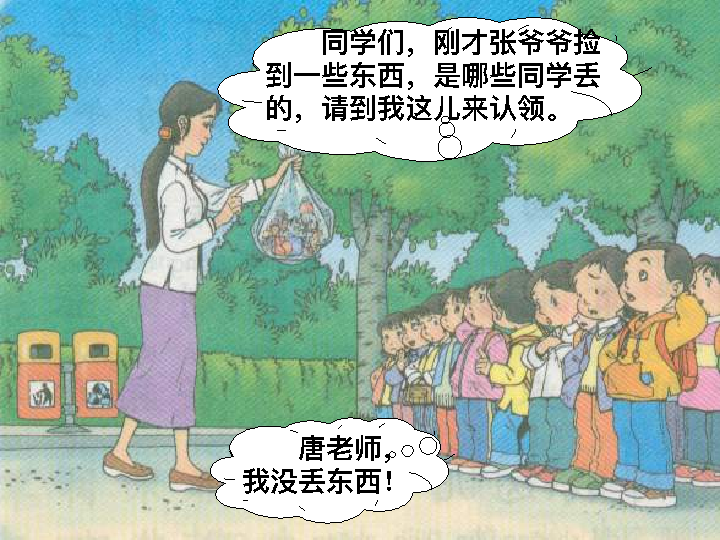 同学们，刚才张爷爷捡
到一些东西，是哪些同学丢
的，请到我这儿来认领。
唐老师，
我没丢东西！